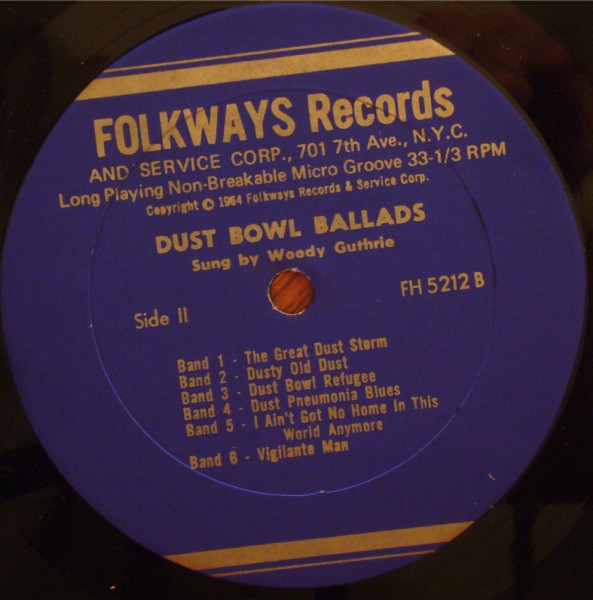 FOLKWAYS Records
AND SERVICE CORP., 701 7th Ave., N.Y.C.
Long Playing Non-Breakable Micro Groove 33-1/3 RPM
Copyright © 1964 Folkways Records & Service Corp.
DUST BOWL BALLADS
Sung by Woody Guthrie
FH 5212 B
Side II
Band 1 - The Great Dust Storm
Band 2 - Dusty Old Dust
Band 3 - Dust Bowl Refugee
Band 4 - Dust Pneumonia Blues
Band 5 - I Ain't Got No Home In This
World Anymore
Band 6 - Vigilante Man